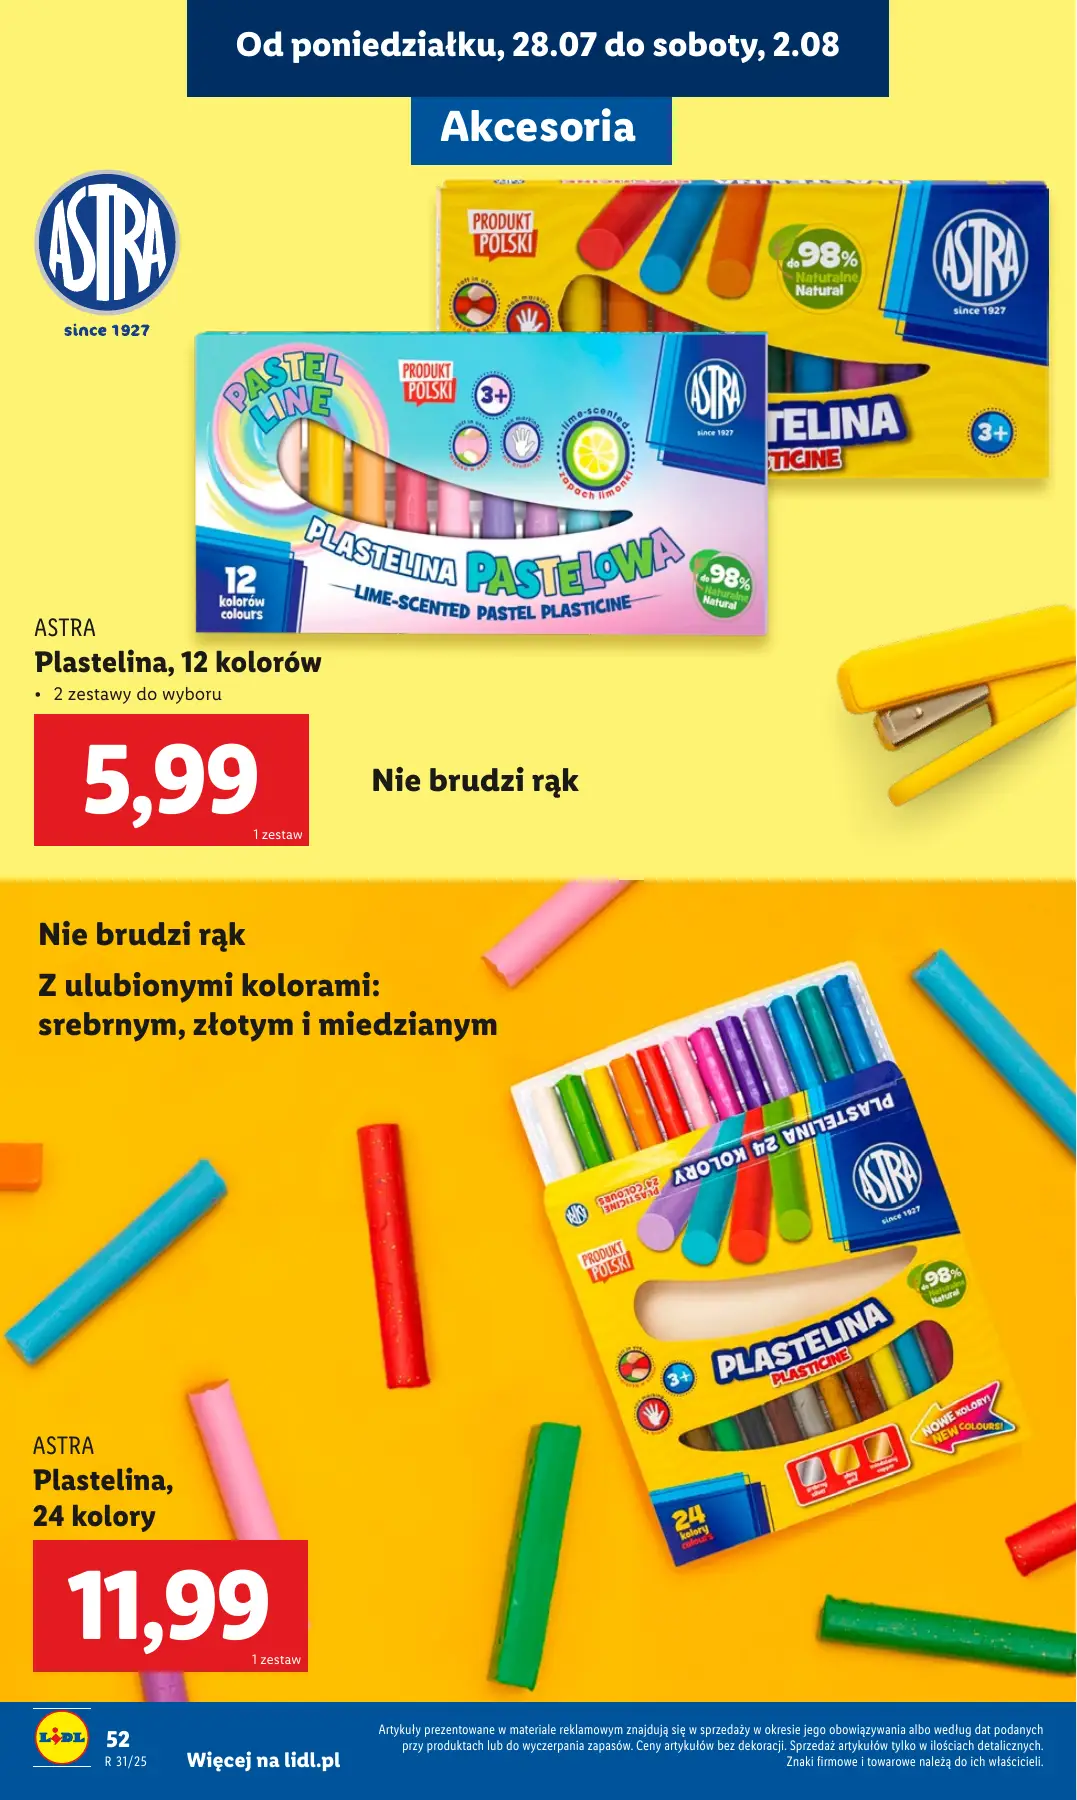 Od poniedziałku, 28.07 do soboty, 2.08
Akcesoria
ASTRA
since 1927
PRODUKT
POLSKI
do 98%
Naturalne
Natural
ASTRA
since 1927
TELINA
TICINE
3+
PASTEL
LINE
PRODUKT
POLSKI
3+
lime-scented
zapach limonki
ASTRA
since 1927
PLASTELINA PASTELOWA
LIME-SCENTED PASTEL PLASTICINE
12
kolorów
colours
do 98%
Naturalne
Natural
ASTRA
Plastelina, 12 kolorów
• 2 zestawy do wyboru
5,99
1 zestaw
Nie brudzi rąk
Nie brudzi rąk
Z ulubionymi kolorami:
srebrnym, złotym i miedzianym
PLASTELINA 24 KOLORY
PLASTICINE
24 COLOURS
ASTRA
since 1927
PRODUKT
POLSKI
do 98%
Naturalne
Natural
PLASTELINA
PLASTICINE
3+
NOWE KOLORY!
NEW COLOURS!
24
kolory
colours
ASTRA
Plastelina,
24 kolory
11,99
1 zestaw
LIDL
52
R 31/25
Więcej na lidl.pl
Artykuły prezentowane w materiale reklamowym znajdują się w sprzedaży w okresie jego obowiązywania albo według dat podanych
przy produktach lub do wyczerpania zapasów. Ceny artykułów bez dekoracji. Sprzedaż artykułów tylko w ilościach detalicznych.
Znaki firmowe i towarowe należą do ich właścicieli.